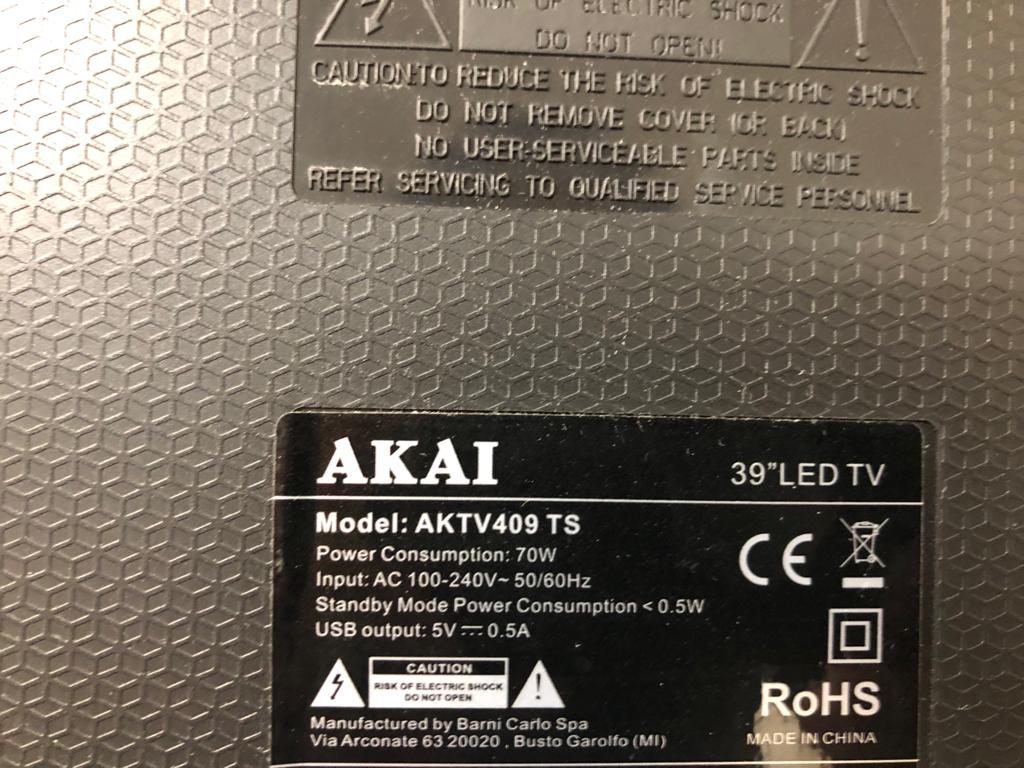 RISK OF ELECTRIC SHOCK
DO NOT OPEN!
CAUTION:TO REDUCE THE RISK OF ELECTRIC SHOCK
DO NOT REMOVE COVER (OR BACK)
NO USER-SERVICEABLE PARTS INSIDE
REFER SERVICING TO QUALIFIED SERVICE PERSONNEL
AKAI
39"LED TV
Model: AKTV409 TS
Power Consumption: 70W
Input: AC 100-240V~ 50/60Hz
Standby Mode Power Consumption < 0.5W
USB output: 5V ⎓ 0.5A
CE
CAUTION
RISK OF ELECTRIC SHOCK
DO NOT OPEN
!
RoHS
Manufactured by Barni Carlo Spa
Via Arconate 63 20020 , Busto Garolfo (MI)
MADE IN CHINA